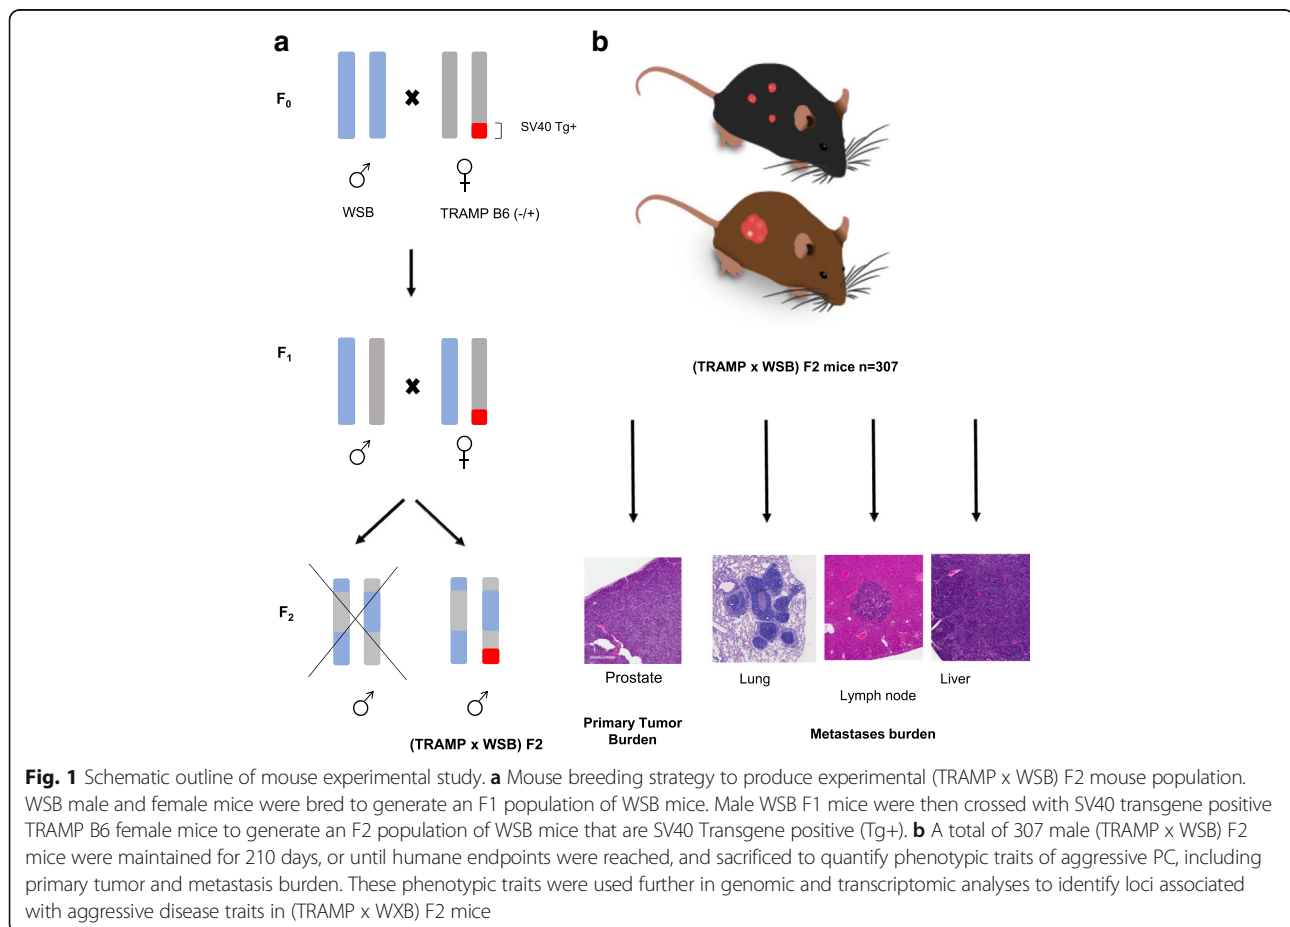 a
F0
SV40 Tg+
WSB
TRAMP B6 (-/+)
F1
F2
(TRAMP x WSB) F2
b
(TRAMP x WSB) F2 mice n=307
Prostate
Lung
Lymph node
Liver
Primary Tumor
Burden
Metastases burden
Fig. 1 Schematic outline of mouse experimental study. a Mouse breeding strategy to produce experimental (TRAMP x WSB) F2 mouse population.
WSB male and female mice were bred to generate an F1 population of WSB mice. Male WSB F1 mice were then crossed with SV40 transgene positive
TRAMP B6 female mice to generate an F2 population of WSB mice that are SV40 Transgene positive (Tg+). b A total of 307 male (TRAMP x WSB) F2
mice were maintained for 210 days, or until humane endpoints were reached, and sacrificed to quantify phenotypic traits of aggressive PC, including
primary tumor and metastasis burden. These phenotypic traits were used further in genomic and transcriptomic analyses to identify loci associated
with aggressive disease traits in (TRAMP x WXB) F2 mice